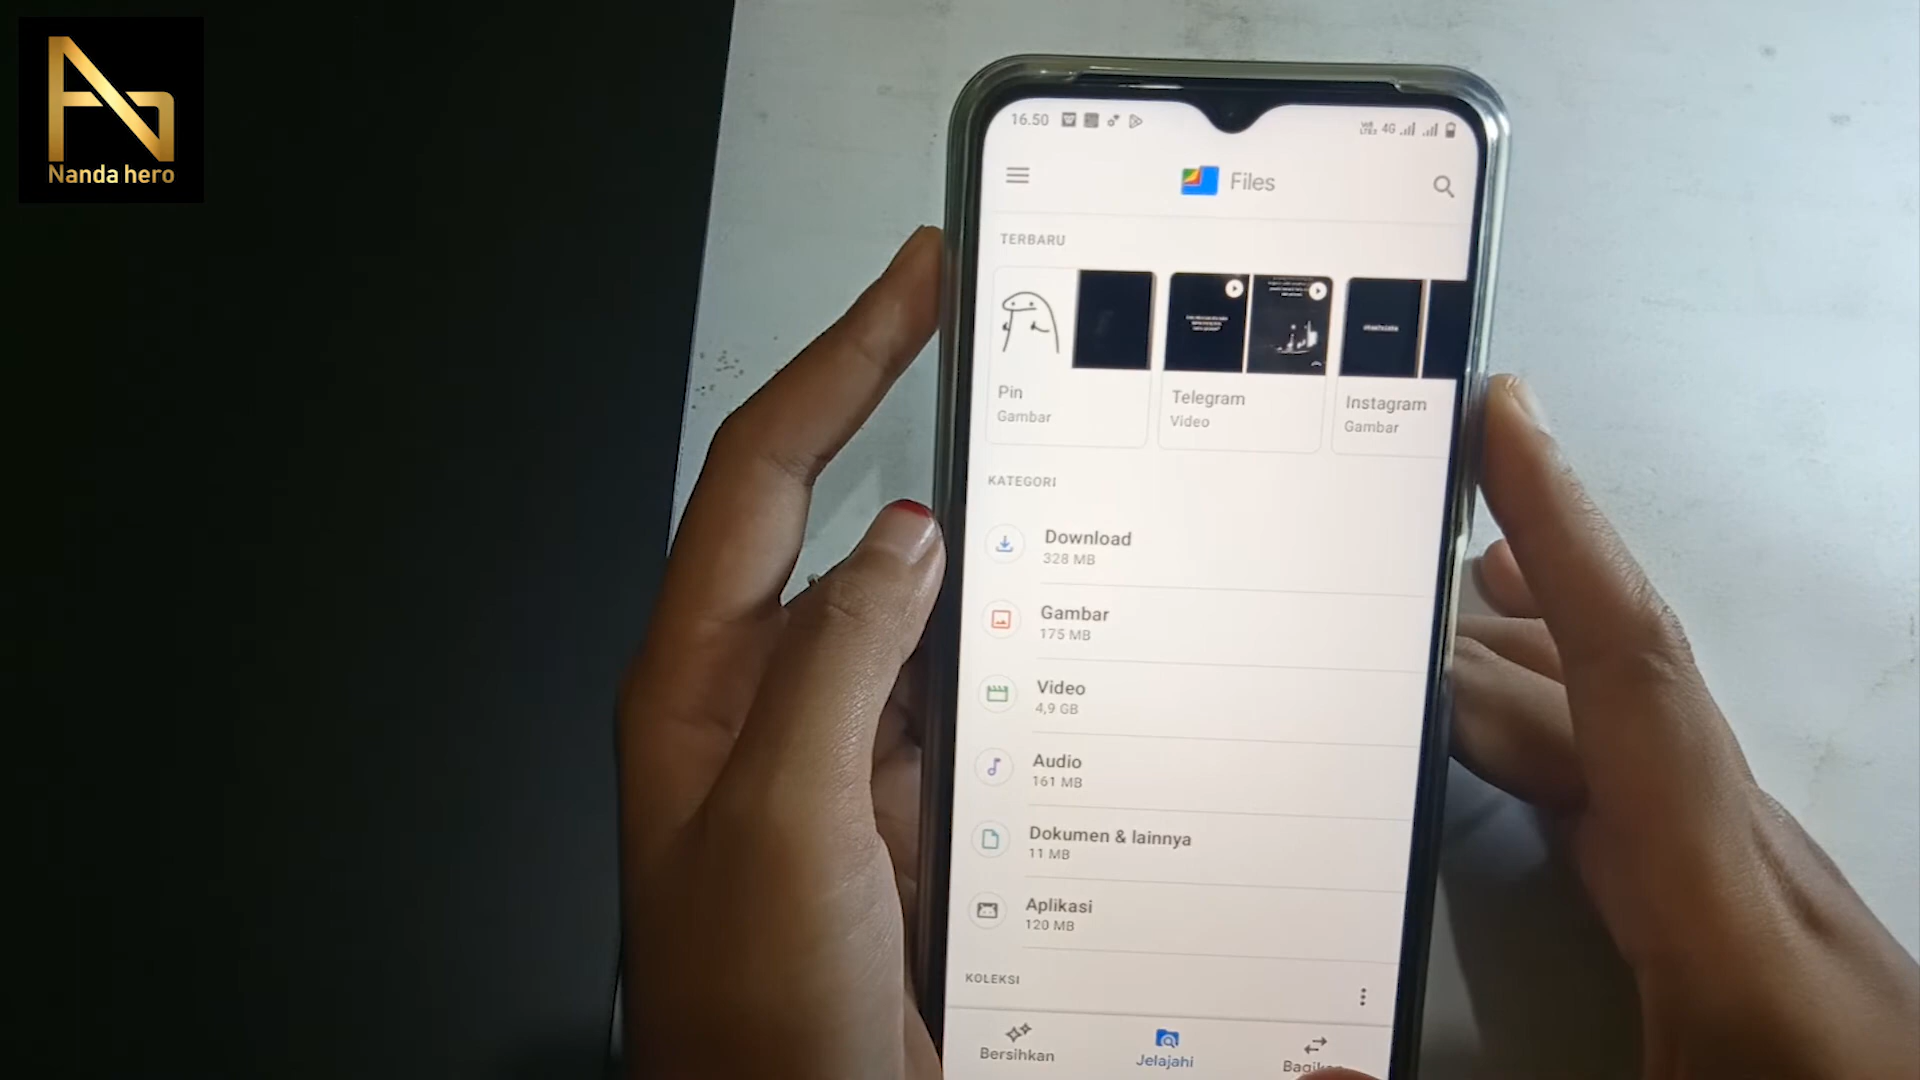 Nanda hero
16.50
4G
Files
TERBARU
Pin
Gambar
Telegram
Video
Instagram
Gambar
KATEGORI
Download
328 MB
Gambar
175 MB
Video
4,9 GB
Audio
161 MB
Dokumen & lainnya
11 MB
Aplikasi
120 MB
KOLEKSI
Bersihkan
Jelajahi